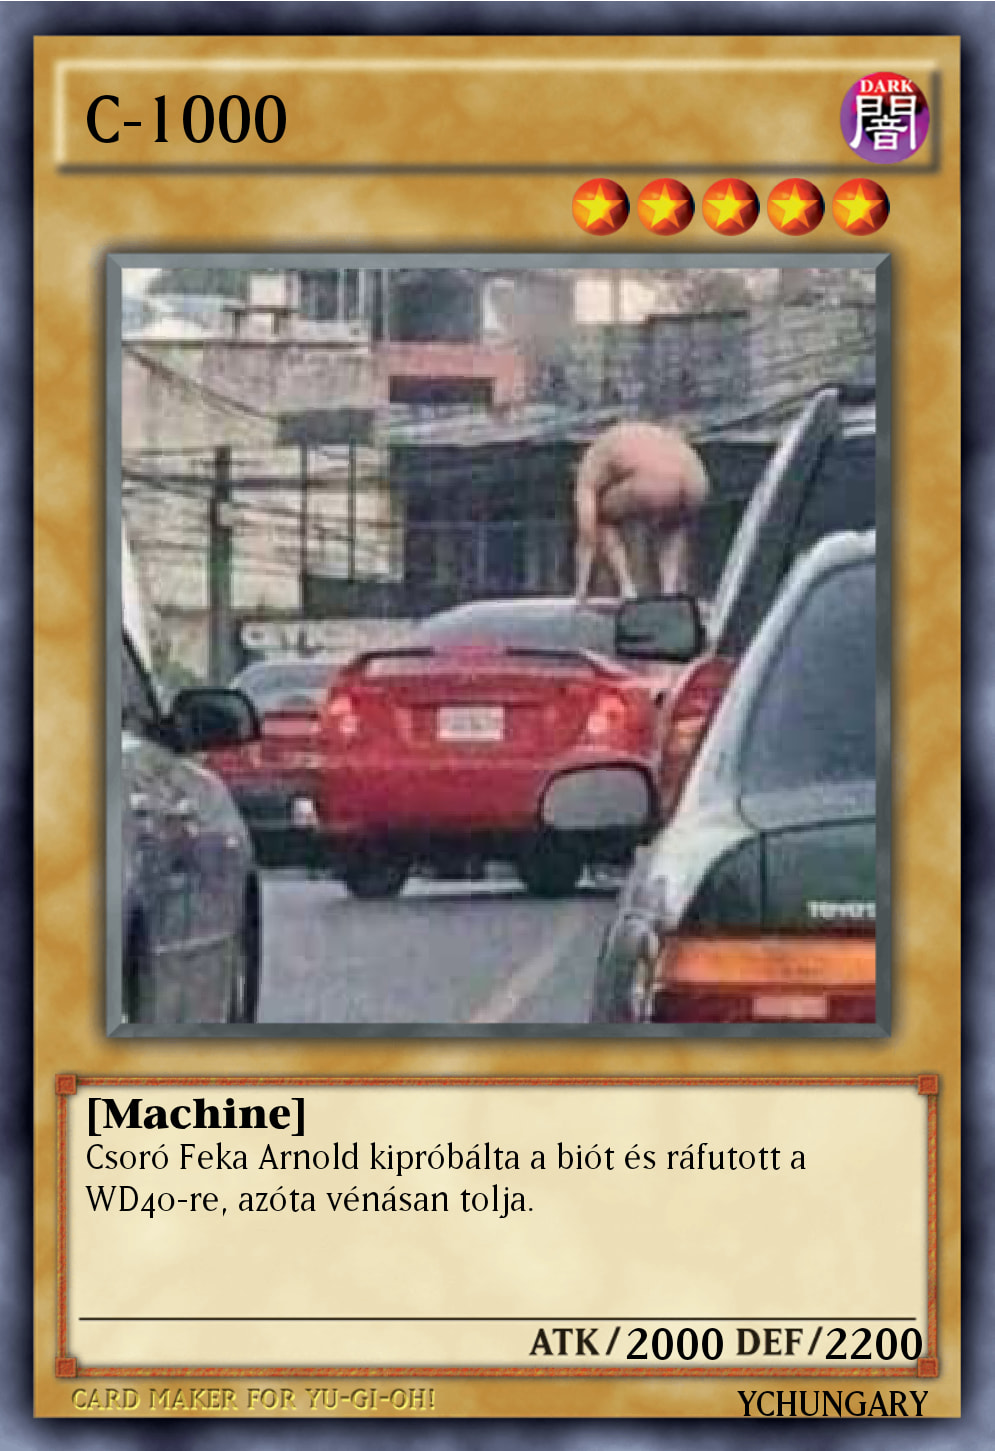 C-1000
DARK
闇
[Machine]
Csoró Feka Arnold kipróbálta a biót és ráfutott a
WD40-re, azóta vénásan tolja.
ATK/2000 DEF/2200
CARD MAKER FOR YU-GI-OH!
YCHUNGARY